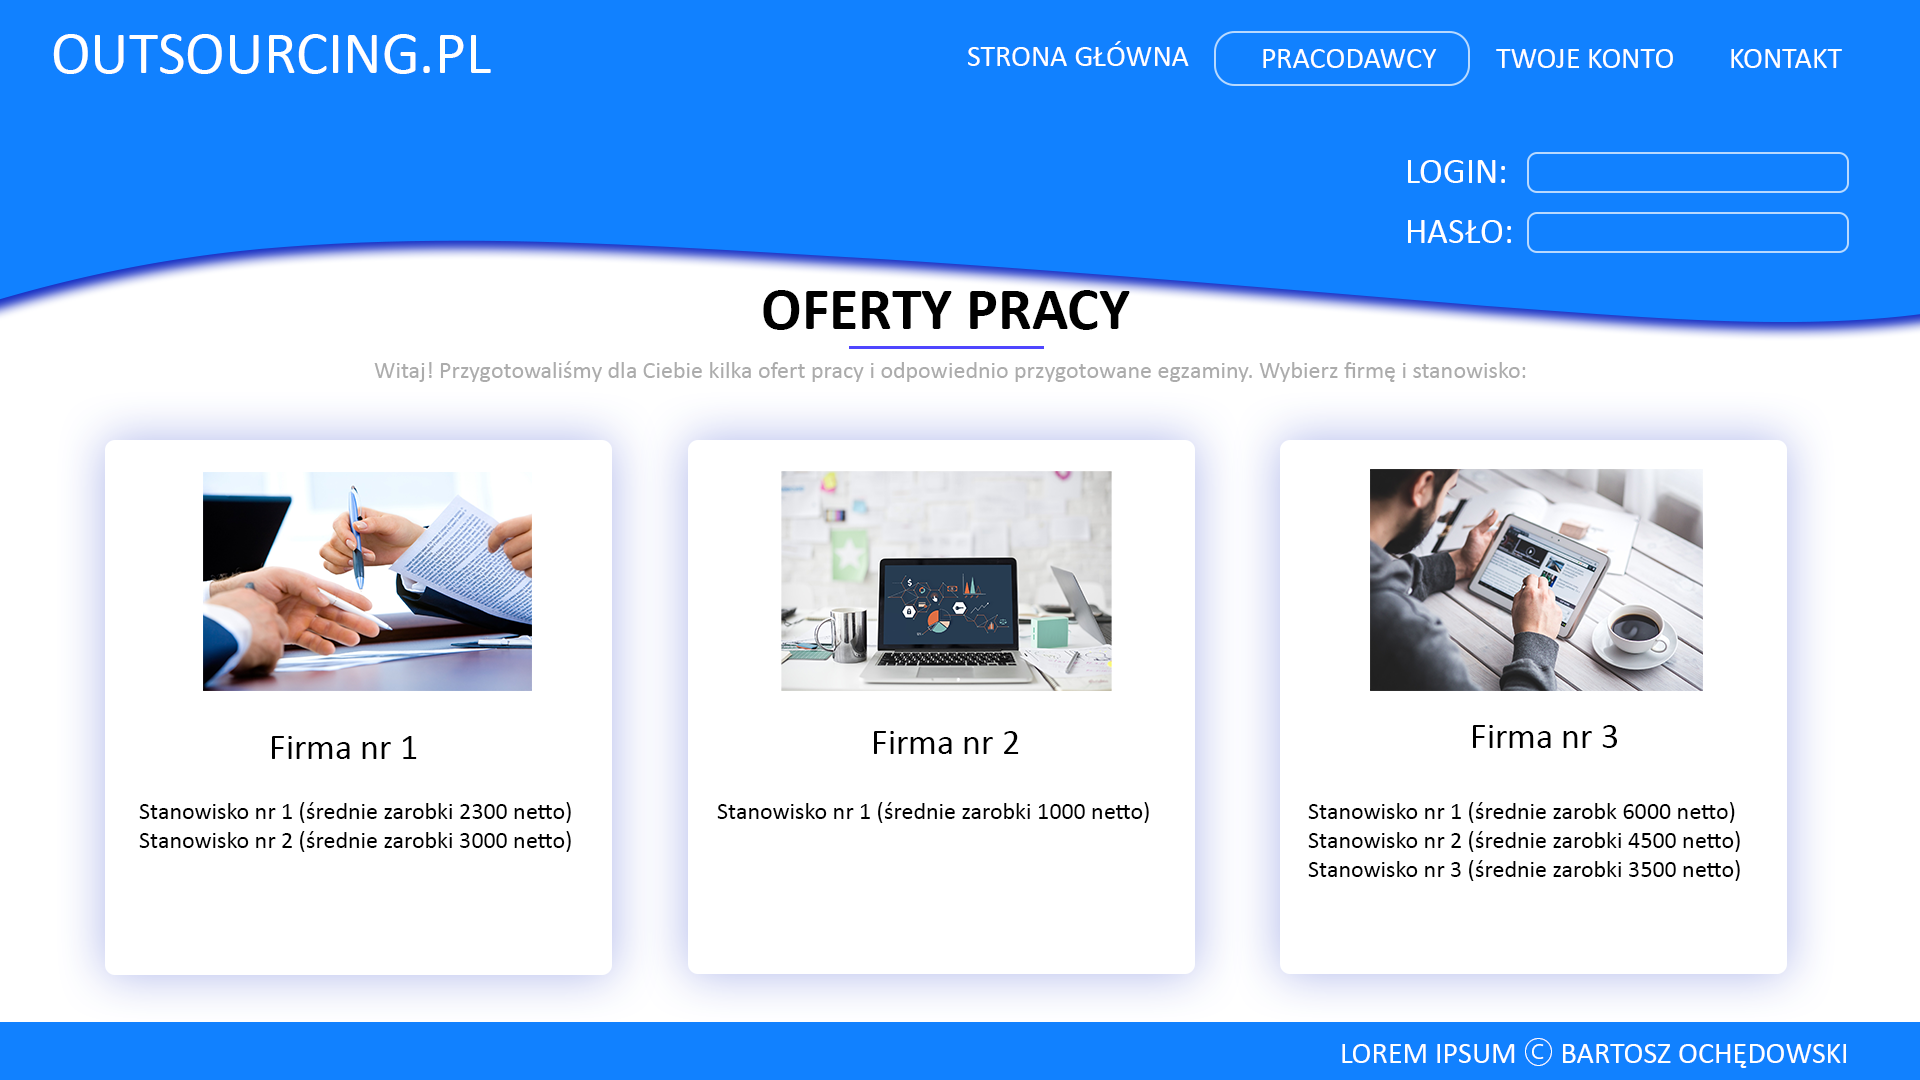 OUTSOURCING.PL
STRONA GŁÓWNA
PRACODAWCY
TWOJE KONTO
KONTAKT
LOGIN:
HASŁO:
OFERTY PRACY
Witaj! Przygotowaliśmy dla Ciebie kilka ofert pracy i odpowiednio przygotowane egzaminy. Wybierz firmę i stanowisko:
Firma nr 1
Stanowisko nr 1 (średnie zarobki 2300 netto)
Stanowisko nr 2 (średnie zarobki 3000 netto)
Firma nr 2
Stanowisko nr 1 (średnie zarobki 1000 netto)
Firma nr 3
Stanowisko nr 1 (średnie zarobk 6000 netto)
Stanowisko nr 2 (średnie zarobki 4500 netto)
Stanowisko nr 3 (średnie zarobki 3500 netto)
LOREM IPSUM © BARTOSZ OCHĘDOWSKI